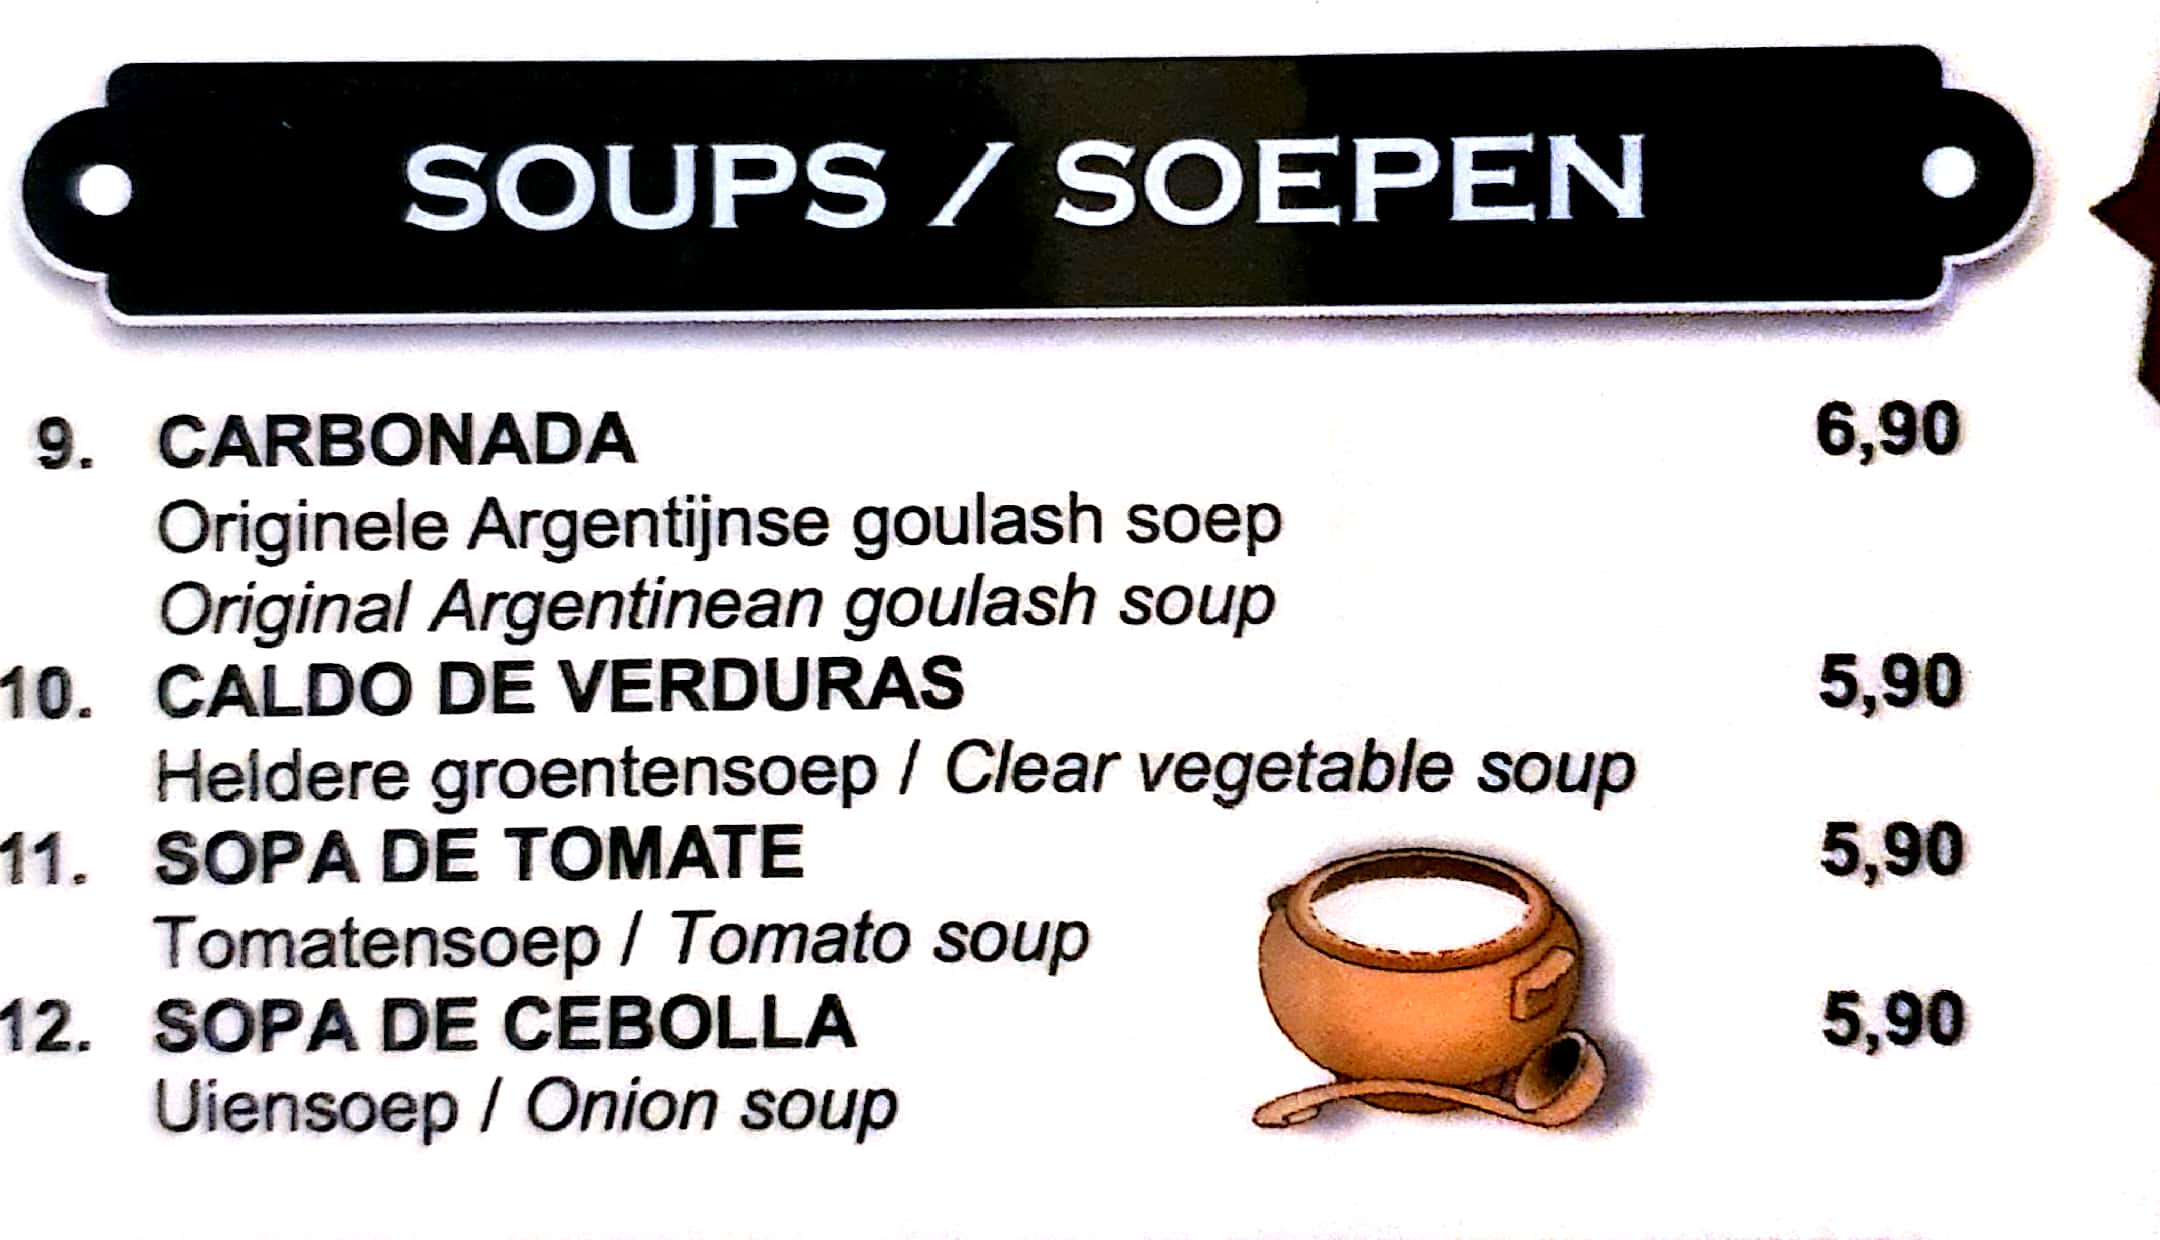 SOUPS / SOEPEN
9. CARBONADA 6,90
Originele Argentijnse goulash soep
Original Argentinean goulash soup
10. CALDO DE VERDURAS 5,90
Heldere groentensoep / Clear vegetable soup
11. SOPA DE TOMATE 5,90
Tomatensoep / Tomato soup
12. SOPA DE CEBOLLA 5,90
Uiensoep / Onion soup